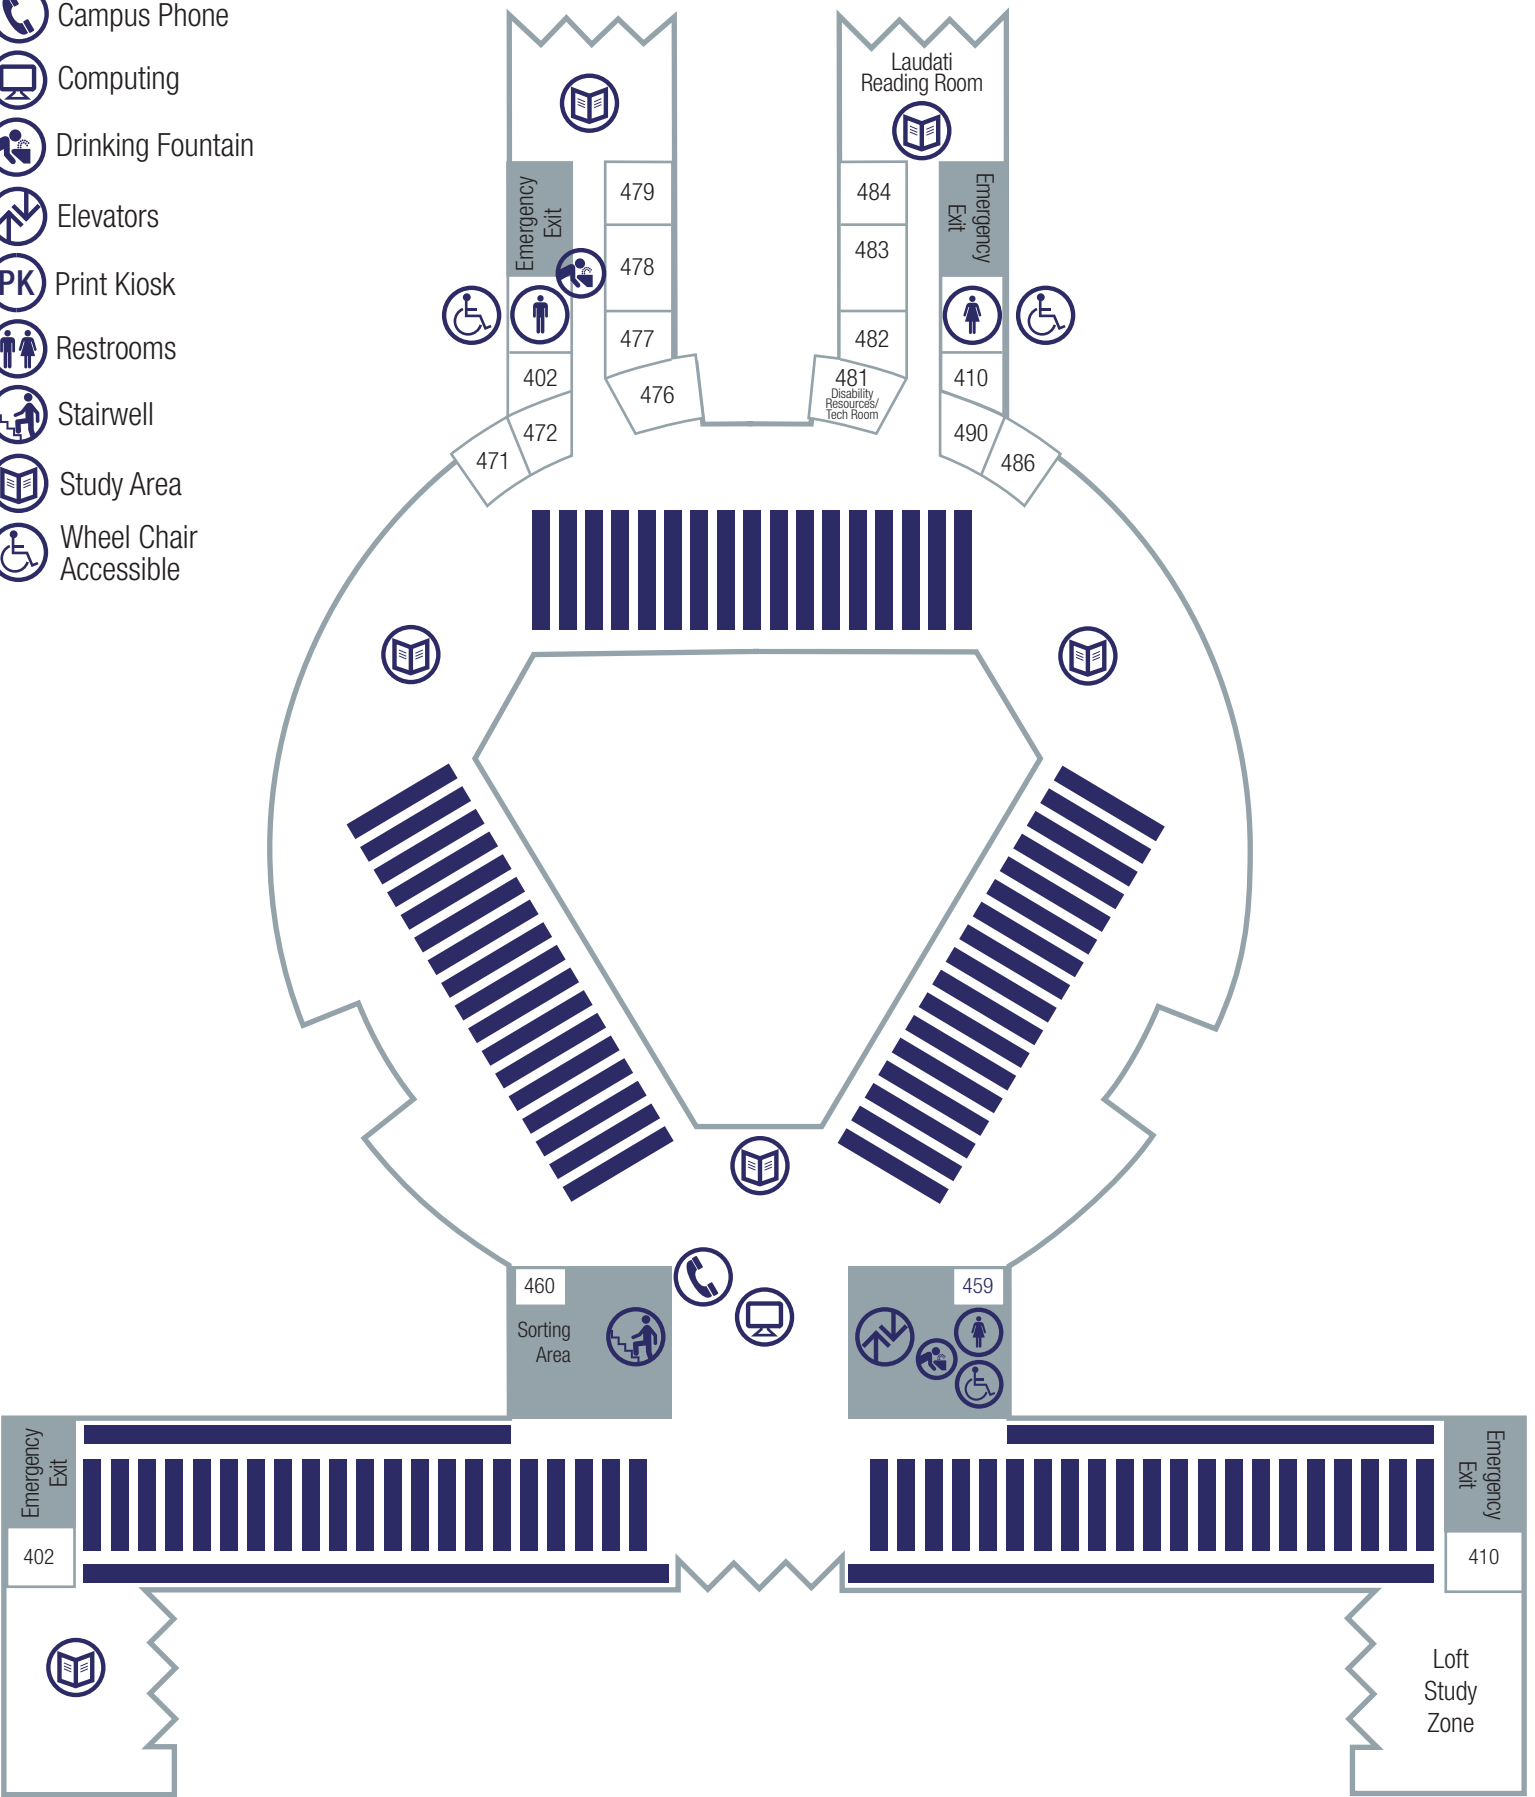 Campus Phone
Computing
Drinking Fountain
Elevators
PK Print Kiosk
Restrooms
Stairwell
Study Area
Wheel Chair
Accessible
Laudati
Reading Room
Emergency
Exit
479
478
477
476
402
472
471
484
483
482
481
Disability
Resources/
Tech Room
Emergency
Exit
410
490
486
460
Sorting
Area
459
Emergency
Exit
402
Emergency
Exit
410
Loft
Study
Zone